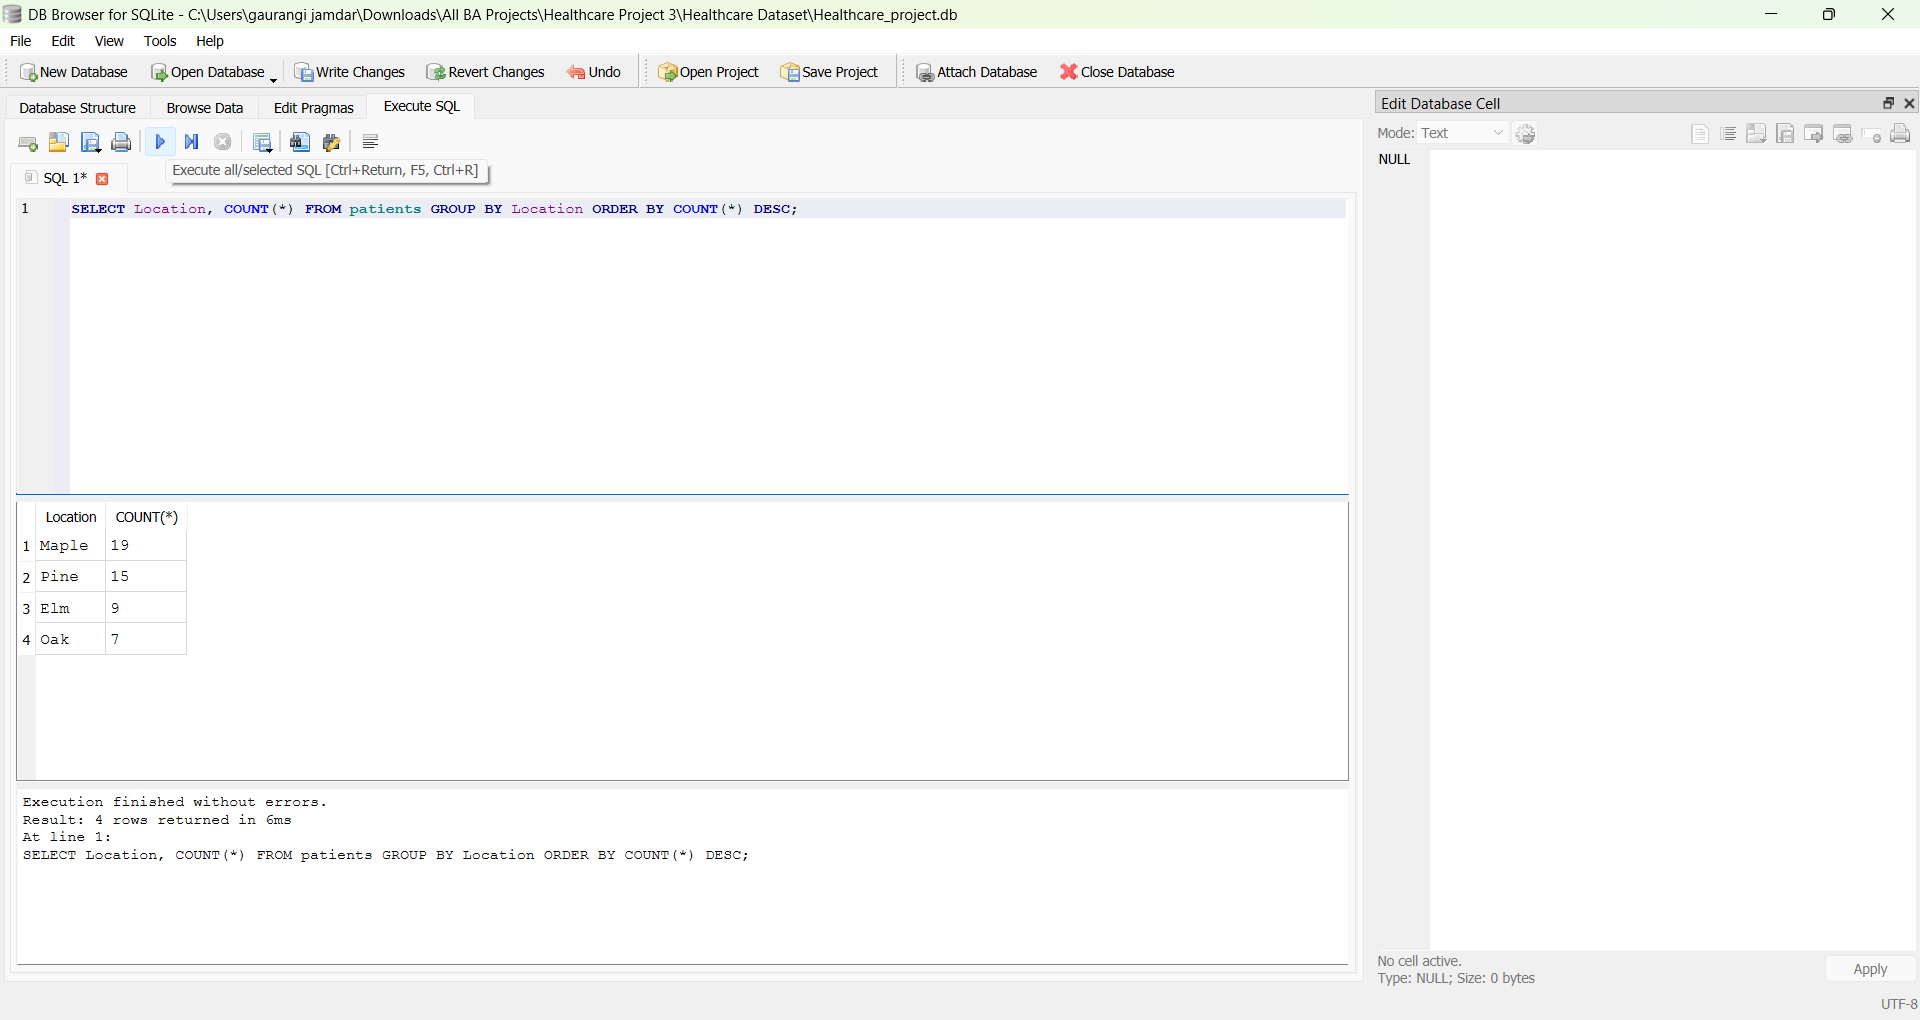 DB Browser for SQLite - C:\Users\gaurangi jamdar\Downloads\All BA Projects\Healthcare Project 3\Healthcare Dataset\Healthcare_project.db
File Edit View Tools Help
New Database Open Database Write Changes Revert Changes Undo Open Project Save Project Attach Database Close Database
Database Structure Browse Data Edit Pragmas Execute SQL
Edit Database Cell
Mode: Text
Execute all/selected SQL [Ctrl+Return, F5, Ctrl+R]
SQL 1*
NULL
1 SELECT Location, COUNT(*) FROM patients GROUP BY Location ORDER BY COUNT(*) DESC;
Location COUNT(*)
1 Maple 19
2 Pine 15
3 Elm 9
4 Oak 7
Execution finished without errors.
Result: 4 rows returned in 6ms
At line 1:
SELECT Location, COUNT(*) FROM patients GROUP BY Location ORDER BY COUNT(*) DESC;
No cell active.
Type: NULL; Size: 0 bytes
Apply
UTF-8